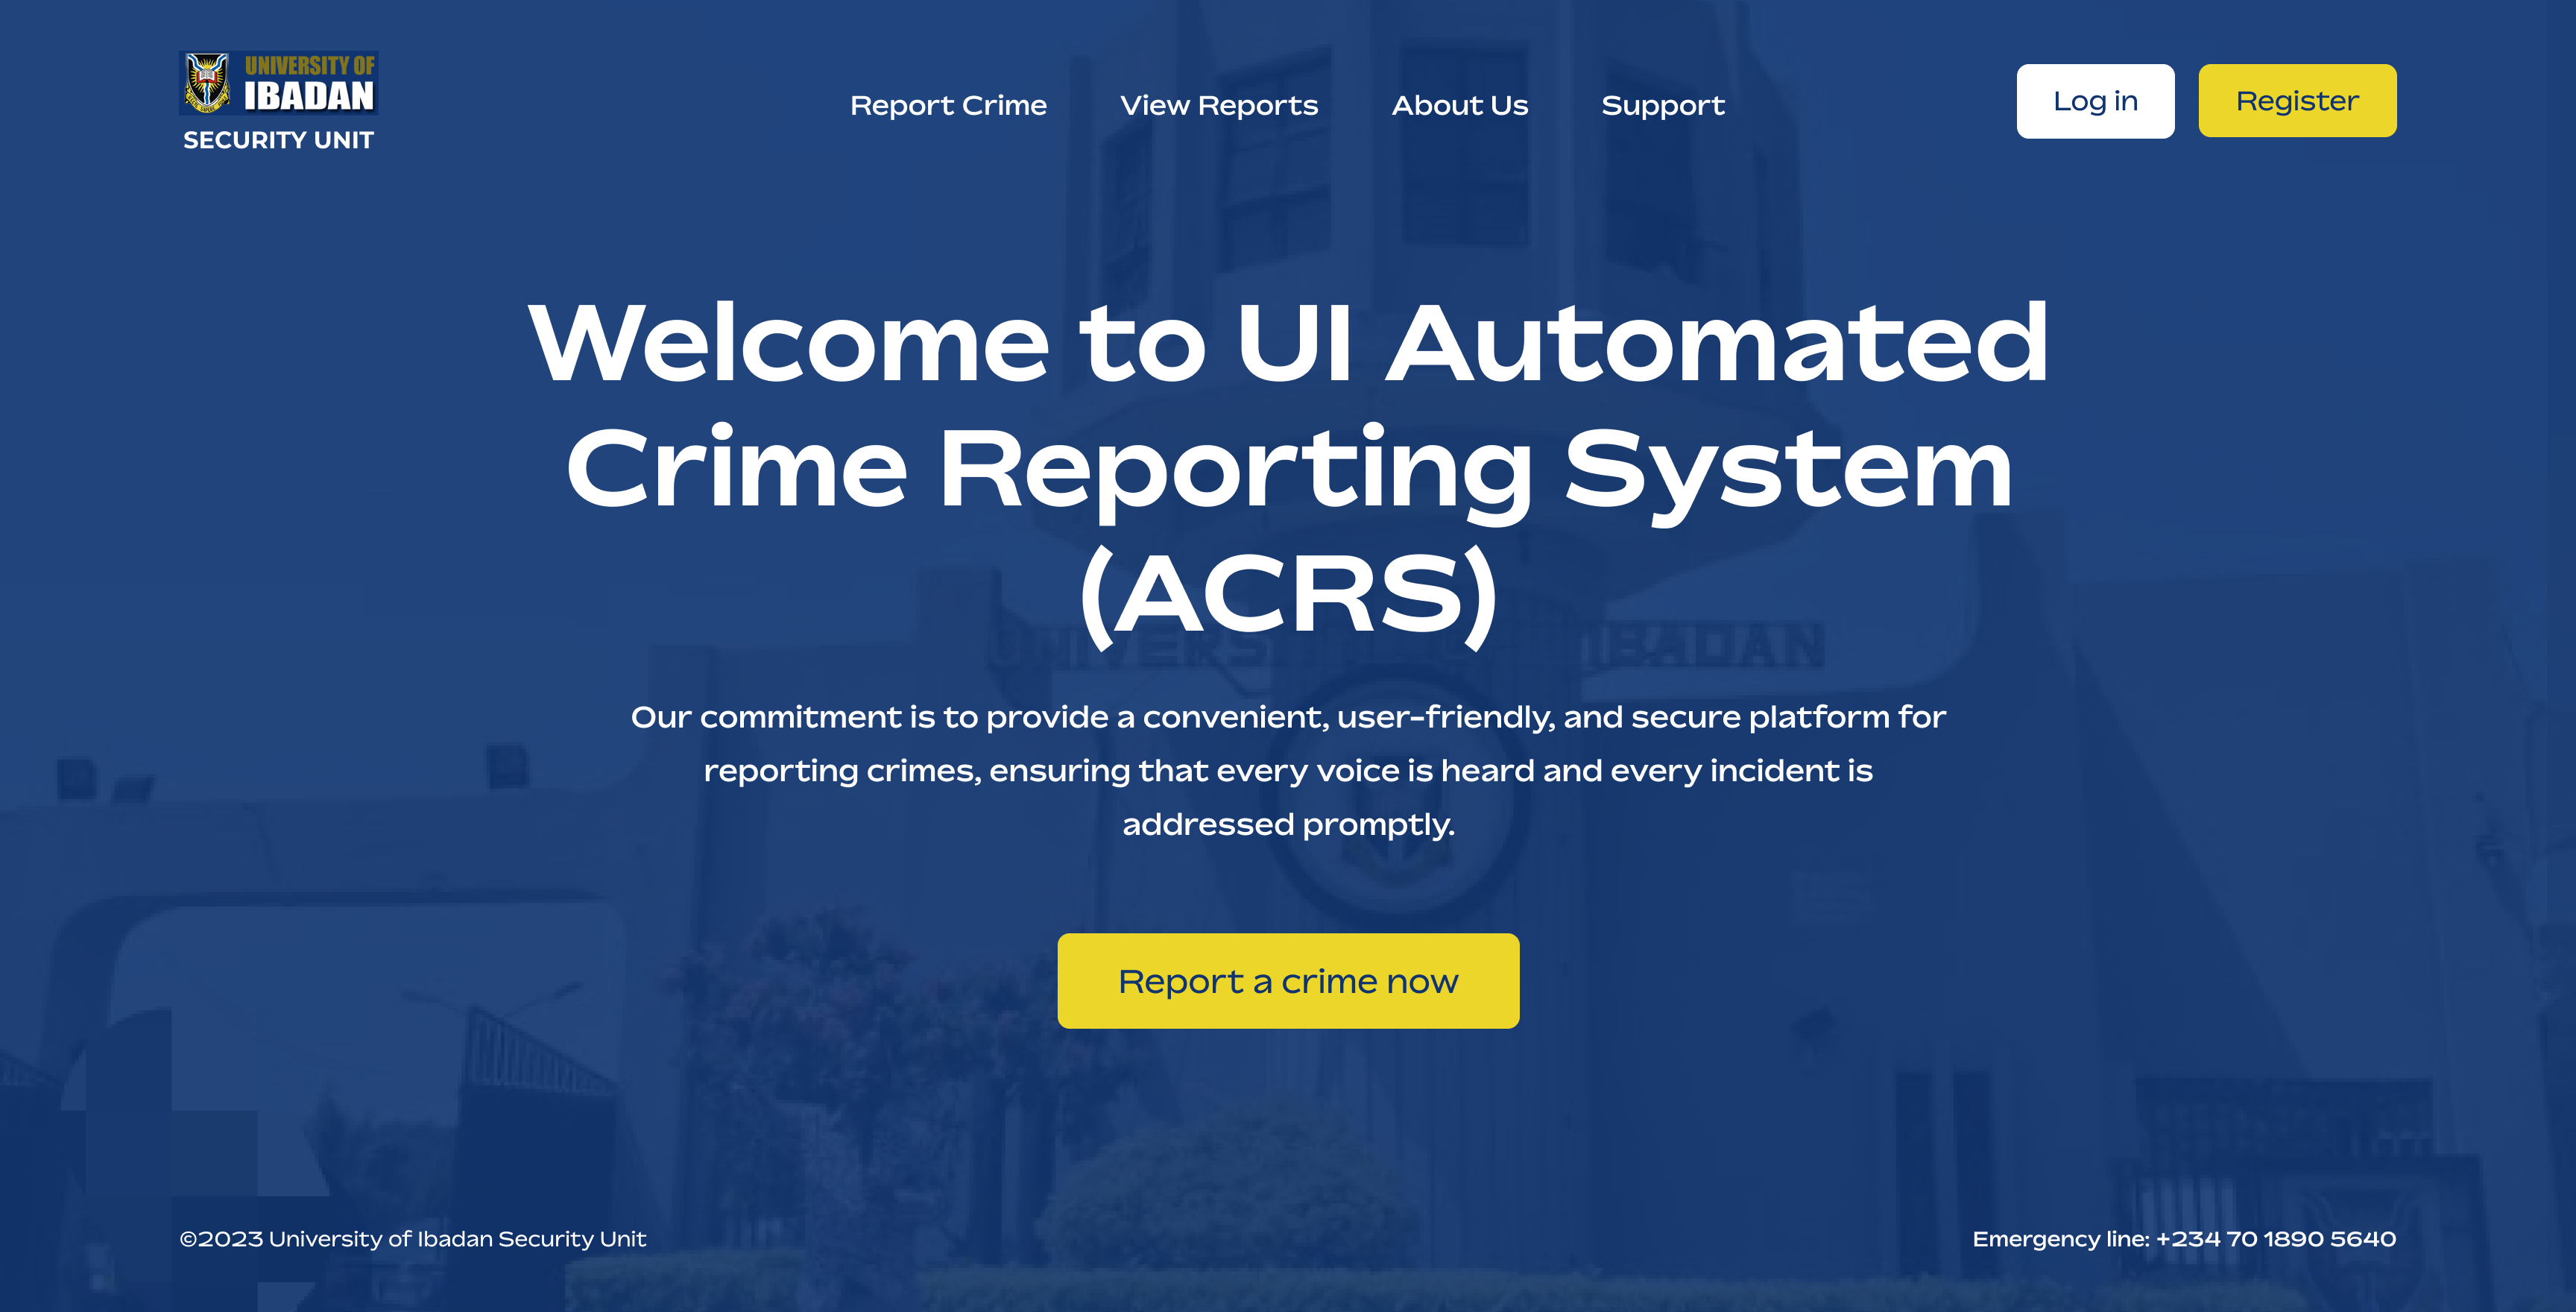 UNIVERSITY OF
IBADAN
SECURITY UNIT
Report Crime
View Reports
About Us
Support
Log in
Register
Welcome to UI Automated
Crime Reporting System
(ACRS)
UNIVERSITY IBADAN
Our commitment is to provide a convenient, user-friendly, and secure platform for
reporting crimes, ensuring that every voice is heard and every incident is
addressed promptly.
Report a crime now
©2023 University of Ibadan Security Unit
Emergency line: +234 70 1890 5640